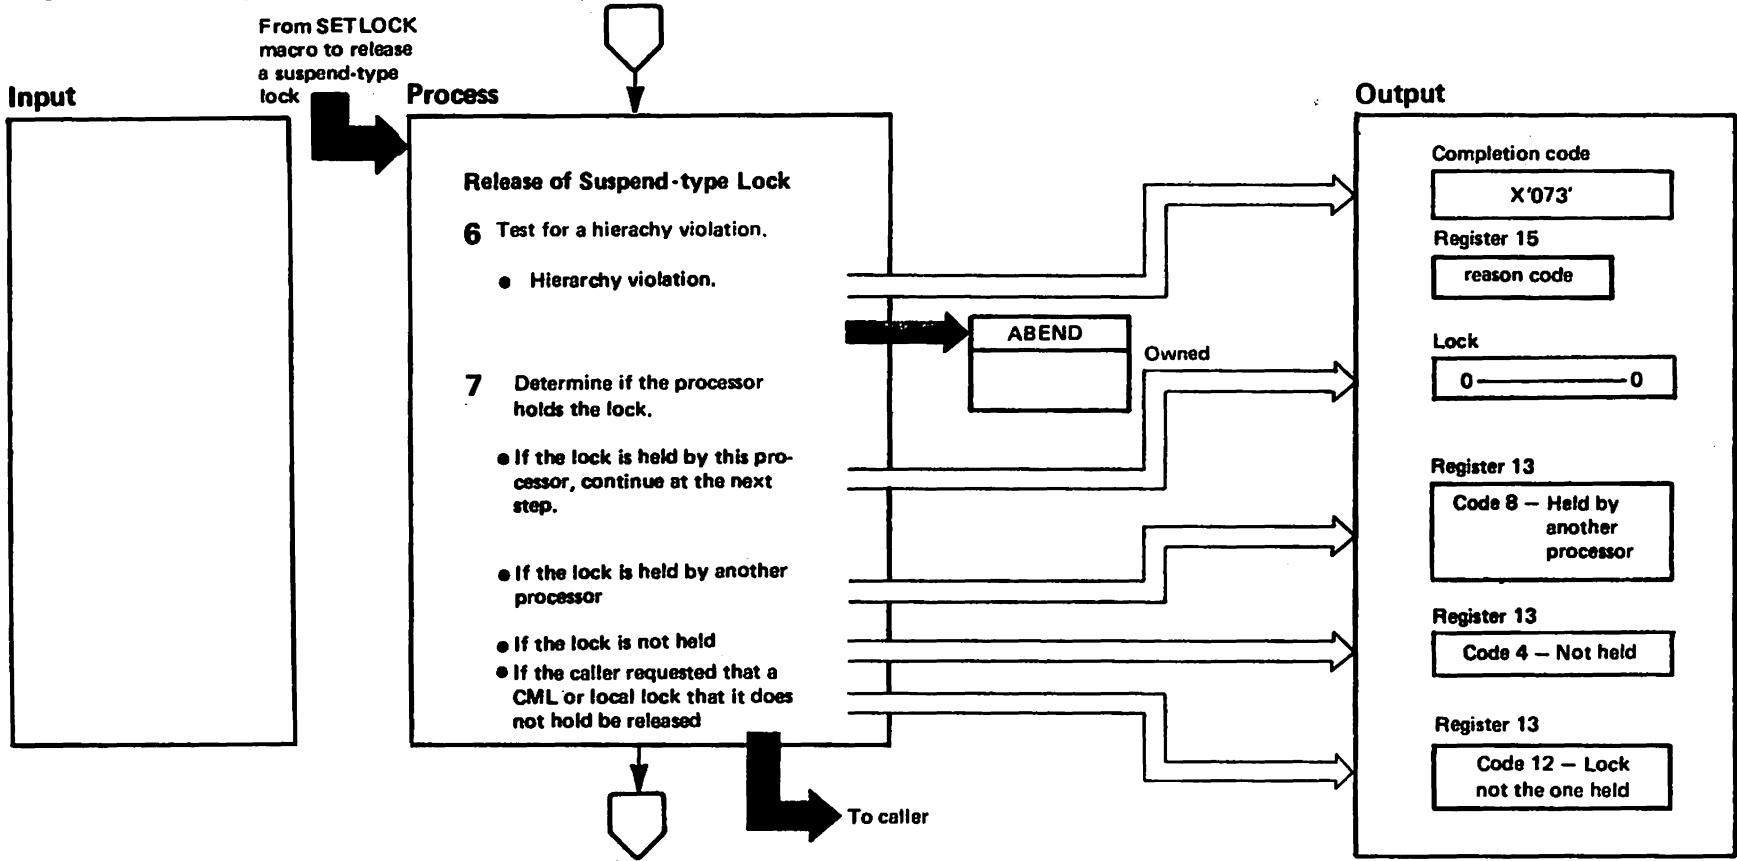 From SETLOCK
macro to release
a suspend-type
lock
Input
Process
Output
Release of Suspend-type Lock
6 Test for a hierachy violation.
● Hierarchy violation.
ABEND
7 Determine if the processor
holds the lock.
● If the lock is held by this pro-
cessor, continue at the next
step.
Owned
● If the lock is held by another
processor
● If the lock is not held
● If the caller requested that a
CML or local lock that it does
not hold be released
To caller
Completion code
X'073'
Register 15
reason code
Lock
0 0
Register 13
Code 8 — Held by
another
processor
Register 13
Code 4 — Not held
Register 13
Code 12 — Lock
not the one held